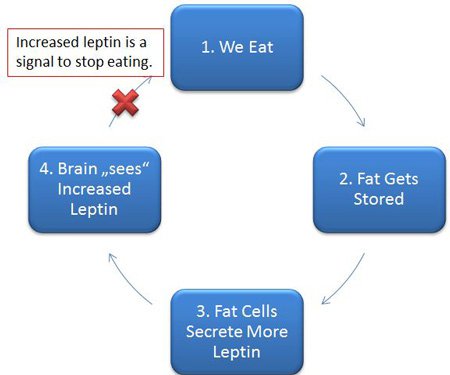 Increased leptin is a
signal to stop eating.
1. We Eat
2. Fat Gets
Stored
3. Fat Cells
Secrete More
Leptin
4. Brain „sees“
Increased
Leptin